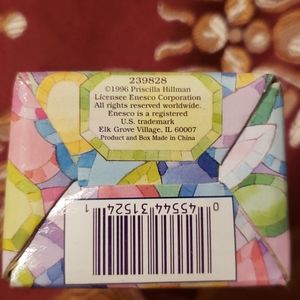 239828
©1996 Priscilla Hillman
Licensee Enesco Corporation
All rights reserved worldwide.
Enesco is a registered
U.S. trademark
Elk Grove Village, IL 60007
Product and Box Made in China
0 45544 31524 1